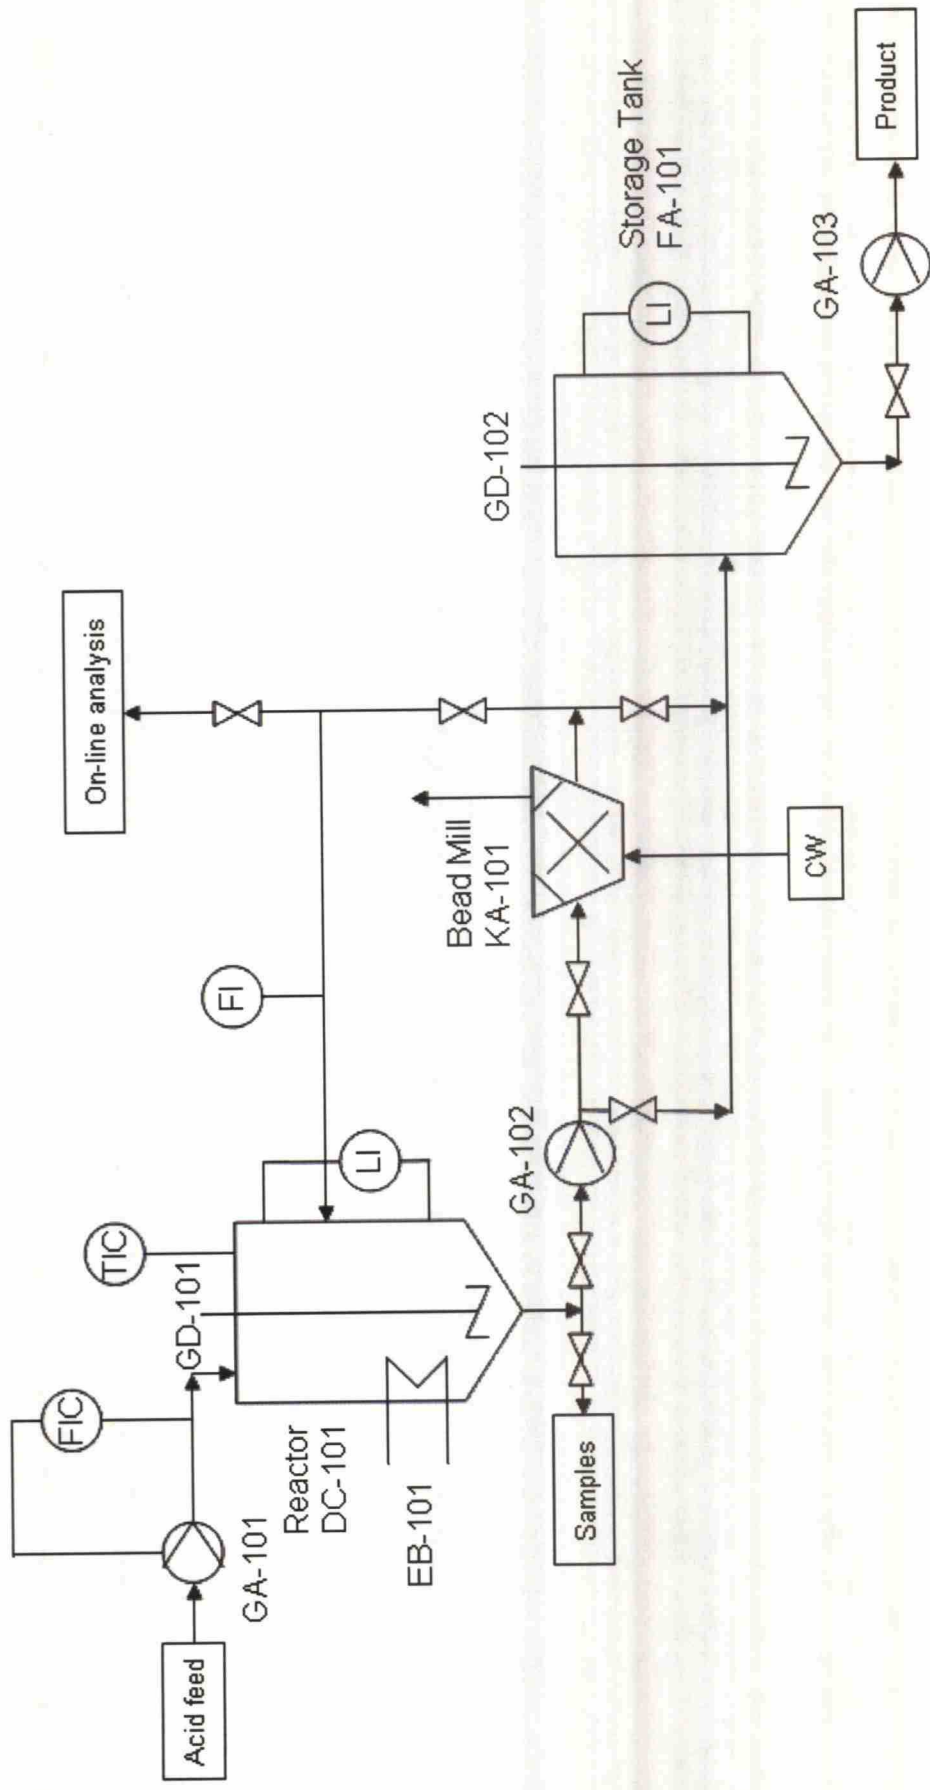 Acid feed
GA-101
FIC
TIC
GD-101
Reactor
DC-101
EB-101
LI
FI
On-line analysis
Samples
GA-102
Bead Mill
KA-101
CW
GD-102
LI
Storage Tank
FA-101
GA-103
Product